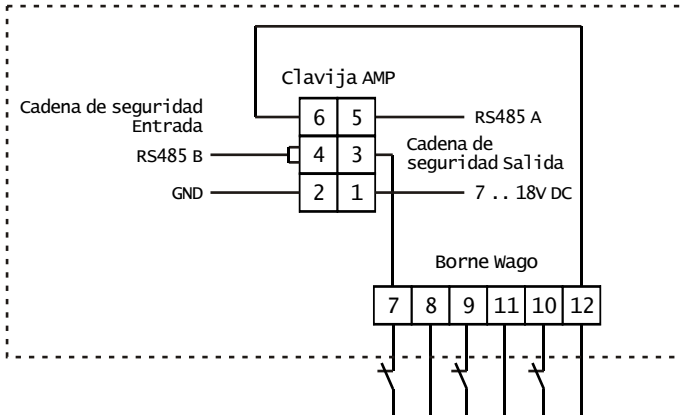 Clavija AMP
Cadena de seguridad
Entrada
6 5
RS485 A
RS485 B
4 3
Cadena de
seguridad Salida
GND
2 1
7 .. 18V DC
Borne Wago
7 8 9 11 10 12